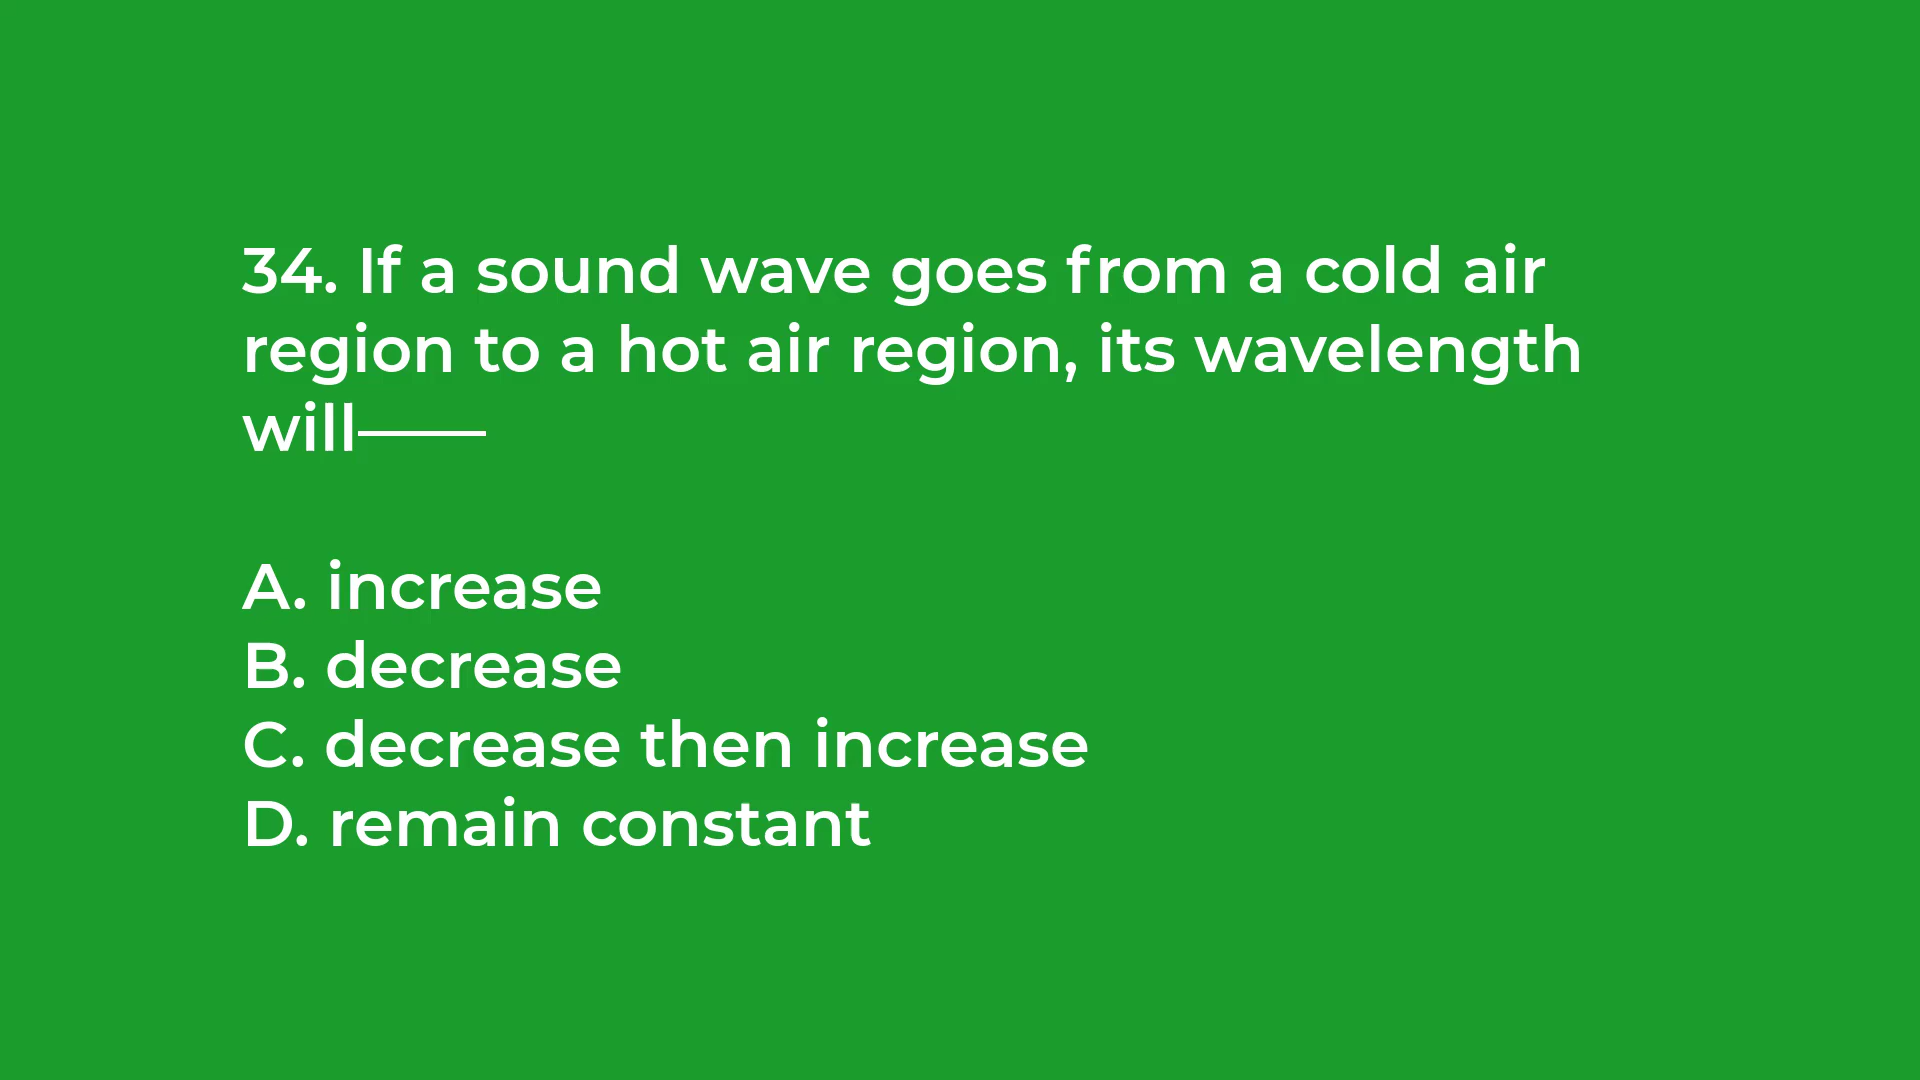 34. If a sound wave goes from a cold air
region to a hot air region, its wavelength
will——

A. increase
B. decrease
C. decrease then increase
D. remain constant